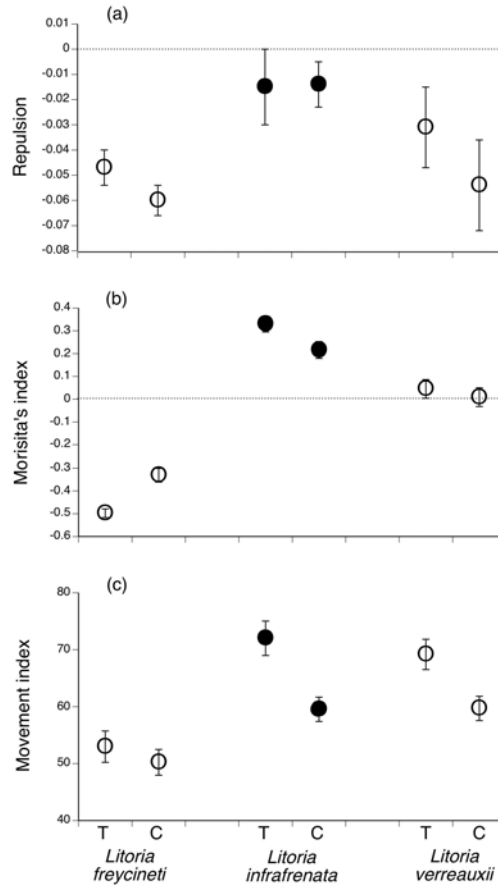 (a)
0.01
0
-0.01
-0.02
-0.03
-0.04
-0.05
-0.06
-0.07
-0.08
Repulsion
(b)
0.4
0.3
0.2
0.1
0
-0.1
-0.2
-0.3
-0.4
-0.5
-0.6
Morisita's index
(c)
80
70
60
50
40
Movement index
T C T C T C
Litoria Litoria Litoria
freycineti infrafrenata verreauxii